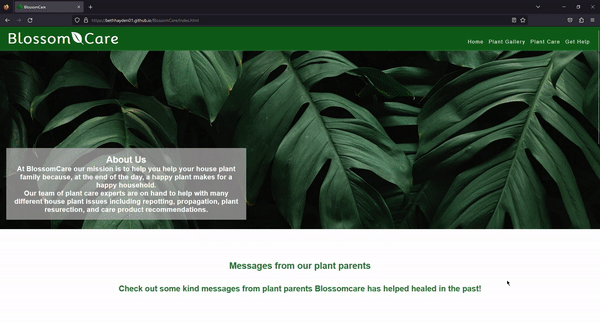 BlossomCare
https://bethhayden01.github.io/BlossomCare/index.html
Blossom Care
Home Plant Gallery Plant Care Get Help
About Us
At BlossomCare our mission is to help you help your house plant
family because, at the end of the day, a happy plant makes for a
happy household.
Our team of plant care experts are on hand to help with many
different house plant issues including repotting, propagation, plant
resurection, and care product recommendations.
Messages from our plant parents
Check out some kind messages from plant parents Blossomcare has helped healed in the past!